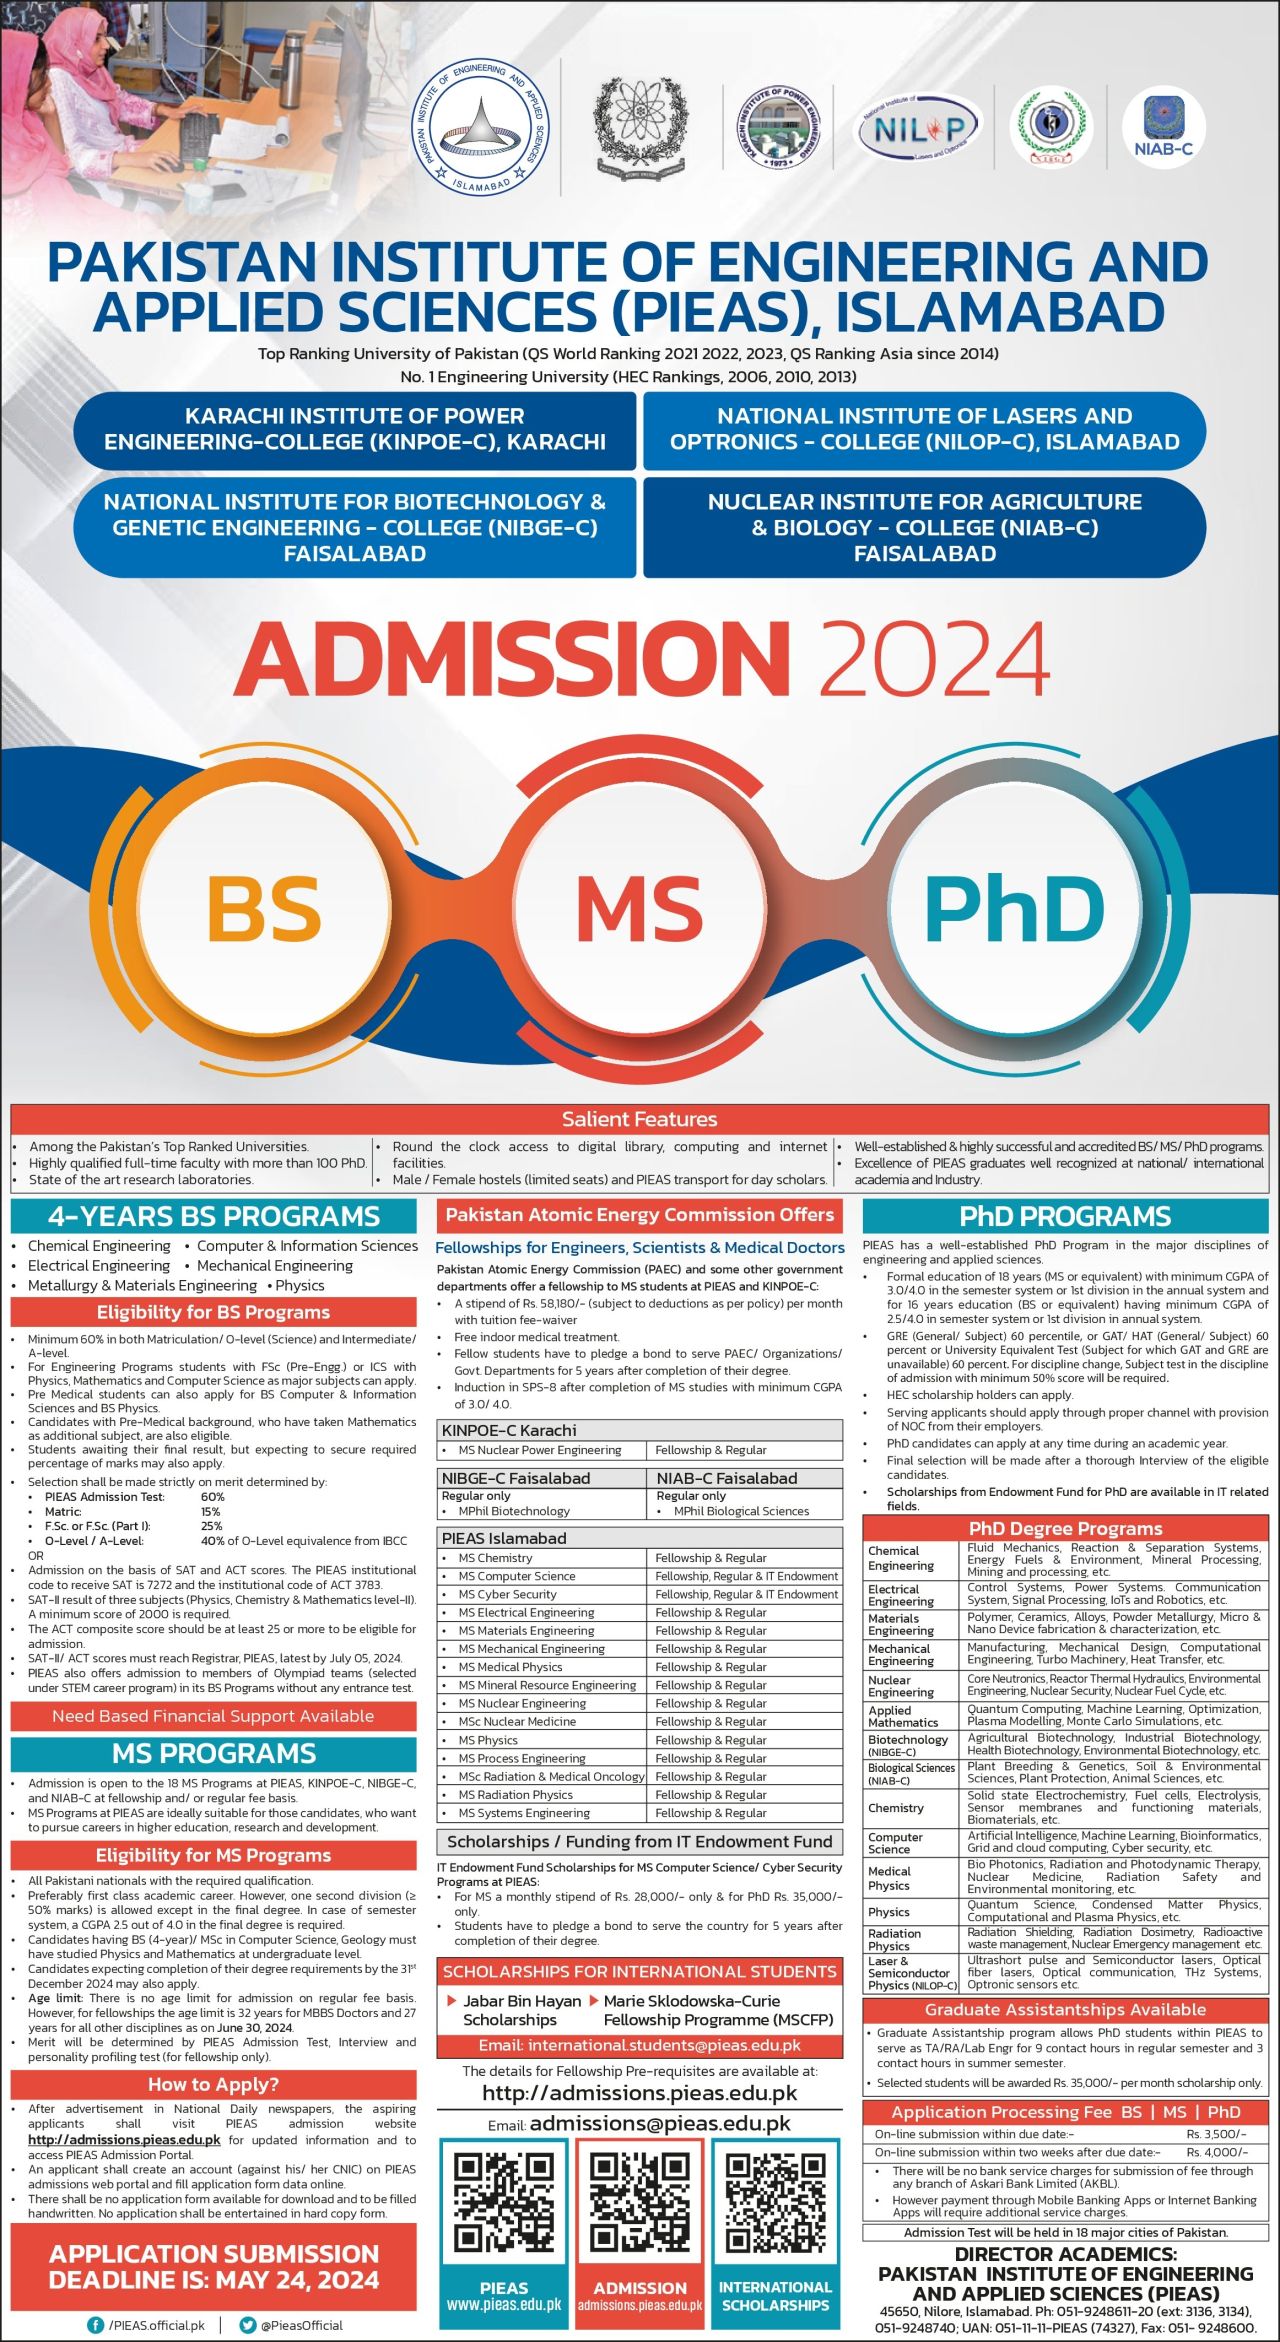 PAKISTAN INSTITUTE OF ENGINEERING AND APPLIED SCIENCES
ISLAMABAD
PAKISTAN ATOMIC ENERGY COMMISSION
KARACHI INSTITUTE OF POWER ENGINEERING
1973
National Institute of
NILOP
Lasers and Optronics
NIBGE
NIAB-C
PAKISTAN INSTITUTE OF ENGINEERING AND
APPLIED SCIENCES (PIEAS), ISLAMABAD
Top Ranking University of Pakistan (QS World Ranking 2021 2022, 2023, QS Ranking Asia since 2014)
No. 1 Engineering University (HEC Rankings, 2006, 2010, 2013)
KARACHI INSTITUTE OF POWER
ENGINEERING-COLLEGE (KINPOE-C), KARACHI
NATIONAL INSTITUTE OF LASERS AND
OPTRONICS - COLLEGE (NILOP-C), ISLAMABAD
NATIONAL INSTITUTE FOR BIOTECHNOLOGY &
GENETIC ENGINEERING - COLLEGE (NIBGE-C)
FAISALABAD
NUCLEAR INSTITUTE FOR AGRICULTURE
& BIOLOGY - COLLEGE (NIAB-C)
FAISALABAD
ADMISSION 2024
BS
MS
PhD
Salient Features
• Among the Pakistan's Top Ranked Universities.
• Highly qualified full-time faculty with more than 100 PhD.
• State of the art research laboratories.
• Round the clock access to digital library, computing and internet
facilities.
• Male / Female hostels (limited seats) and PIEAS transport for day scholars.
• Well-established & highly successful and accredited BS/ MS/ PhD programs.
• Excellence of PIEAS graduates well recognized at national/ international
academia and Industry.
4-YEARS BS PROGRAMS
• Chemical Engineering • Computer & Information Sciences
• Electrical Engineering • Mechanical Engineering
• Metallurgy & Materials Engineering • Physics
Eligibility for BS Programs
• Minimum 60% in both Matriculation/ O-level (Science) and Intermediate/
A-level.
• For Engineering Programs students with FSc (Pre-Engg.) or ICS with
Physics, Mathematics and Computer Science as major subjects can apply.
• Pre Medical students can also apply for BS Computer & Information
Sciences and BS Physics.
• Candidates with Pre-Medical background, who have taken Mathematics
as additional subject, are also eligible.
• Students awaiting their final result, but expecting to secure required
percentage of marks may also apply.
• Selection shall be made strictly on merit determined by:
• PIEAS Admission Test: 60%
• Matric: 15%
• F.Sc. or F.Sc. (Part I): 25%
• O-Level / A-Level: 40% of O-Level equivalence from IBCC
OR
• Admission on the basis of SAT and ACT scores. The PIEAS institutional
code to receive SAT is 7272 and the institutional code of ACT 3783.
• SAT-II result of three subjects (Physics, Chemistry & Mathematics level-II).
A minimum score of 2000 is required.
• The ACT composite score should be at least 25 or more to be eligible for
admission.
• SAT-II/ ACT scores must reach Registrar, PIEAS, latest by July 05, 2024.
• PIEAS also offers admission to members of Olympiad teams (selected
under STEM career program) in its BS Programs without any entrance test.
Need Based Financial Support Available
MS PROGRAMS
• Admission is open to the 18 MS Programs at PIEAS, KINPOE-C, NIBGE-C,
and NIAB-C at fellowship and/ or regular fee basis.
• MS Programs at PIEAS are ideally suitable for those candidates, who want
to pursue careers in higher education, research and development.
Eligibility for MS Programs
• All Pakistani nationals with the required qualification.
• Preferably first class academic career. However, one second division (≥
50% marks) is allowed except in the final degree. In case of semester
system, a CGPA 2.5 out of 4.0 in the final degree is required.
• Candidates having BS (4-year)/ MSc in Computer Science, Geology must
have studied Physics and Mathematics at undergraduate level.
• Candidates expecting completion of their degree requirements by the 31st
December 2024 may also apply.
• Age limit: There is no age limit for admission on regular fee basis.
However, for fellowships the age limit is 32 years for MBBS Doctors and 27
years for all other disciplines as on June 30, 2024.
• Merit will be determined by PIEAS Admission Test, Interview and
personality profiling test (for fellowship only).
How to Apply?
• After advertisement in National Daily newspapers, the aspiring
applicants shall visit PIEAS admission website
http://admissions.pieas.edu.pk for updated information and to
access PIEAS Admission Portal.
• An applicant shall create an account (against his/ her CNIC) on PIEAS
admissions web portal and fill application form data online.
• There shall be no application form available for download and to be filled
handwritten. No application shall be entertained in hard copy form.
APPLICATION SUBMISSION
DEADLINE IS: MAY 24, 2024
/PIEAS.official.pk | @PieasOfficial
Pakistan Atomic Energy Commission Offers
Fellowships for Engineers, Scientists & Medical Doctors
Pakistan Atomic Energy Commission (PAEC) and some other government
departments offer a fellowship to MS students at PIEAS and KINPOE-C:
• A stipend of Rs. 58,180/- (subject to deductions as per policy) per month
with tuition fee-waiver
• Free indoor medical treatment.
• Fellow students have to pledge a bond to serve PAEC/ Organizations/
Govt. Departments for 5 years after completion of their degree.
• Induction in SPS-8 after completion of MS studies with minimum CGPA
of 3.0/ 4.0.
KINPOE-C Karachi
• MS Nuclear Power Engineering Fellowship & Regular
NIBGE-C Faisalabad NIAB-C Faisalabad
Regular only Regular only
• MPhil Biotechnology • MPhil Biological Sciences
PIEAS Islamabad
• MS Chemistry Fellowship & Regular
• MS Computer Science Fellowship, Regular & IT Endowment
• MS Cyber Security Fellowship, Regular & IT Endowment
• MS Electrical Engineering Fellowship & Regular
• MS Materials Engineering Fellowship & Regular
• MS Mechanical Engineering Fellowship & Regular
• MS Medical Physics Fellowship & Regular
• MS Mineral Resource Engineering Fellowship & Regular
• MS Nuclear Engineering Fellowship & Regular
• MSc Nuclear Medicine Fellowship & Regular
• MS Physics Fellowship & Regular
• MS Process Engineering Fellowship & Regular
• MSc Radiation & Medical Oncology Fellowship & Regular
• MS Radiation Physics Fellowship & Regular
• MS Systems Engineering Fellowship & Regular
Scholarships / Funding from IT Endowment Fund
IT Endowment Fund Scholarships for MS Computer Science/ Cyber Security
Programs at PIEAS:
• For MS a monthly stipend of Rs. 28,000/- only & for PhD Rs. 35,000/-
only.
• Students have to pledge a bond to serve the country for 5 years after
completion of their degree.
SCHOLARSHIPS FOR INTERNATIONAL STUDENTS
Jabar Bin Hayan
Scholarships
Marie Sklodowska-Curie
Fellowship Programme (MSCFP)
Email: international.students@pieas.edu.pk
The details for Fellowship Pre-requisites are available at:
http://admissions.pieas.edu.pk
Email: admissions@pieas.edu.pk
PIEAS
www.pieas.edu.pk
ADMISSION
admissions.pieas.edu.pk
INTERNATIONAL
SCHOLARSHIPS
PhD PROGRAMS
PIEAS has a well-established PhD Program in the major disciplines of
engineering and applied sciences.
• Formal education of 18 years (MS or equivalent) with minimum CGPA of
3.0/4.0 in the semester system or 1st division in the annual system and
for 16 years education (BS or equivalent) having minimum CGPA of
2.5/4.0 in semester system or 1st division in annual system.
• GRE (General/ Subject) 60 percentile, or GAT/ HAT (General/ Subject) 60
percent or University Equivalent Test (Subject for which GAT and GRE are
unavailable) 60 percent. For discipline change, Subject test in the discipline
of admission with minimum 50% score will be required.
• HEC scholarship holders can apply.
• Serving applicants should apply through proper channel with provision
of NOC from their employers.
• PhD candidates can apply at any time during an academic year.
• Final selection will be made after a thorough Interview of the eligible
candidates.
• Scholarships from Endowment Fund for PhD are available in IT related
fields.
PhD Degree Programs
Chemical
Engineering
Fluid Mechanics, Reaction & Separation Systems,
Energy Fuels & Environment, Mineral Processing,
Mining and processing, etc.
Electrical
Engineering
Control Systems, Power Systems. Communication
System, Signal Processing, IoTs and Robotics, etc.
Materials
Engineering
Polymer, Ceramics, Alloys, Powder Metallurgy, Micro &
Nano Device fabrication & characterization, etc.
Mechanical
Engineering
Manufacturing, Mechanical Design, Computational
Engineering, Turbo Machinery, Heat Transfer, etc.
Nuclear
Engineering
Core Neutronics, Reactor Thermal Hydraulics, Environmental
Engineering, Nuclear Security, Nuclear Fuel Cycle, etc.
Applied
Mathematics
Quantum Computing, Machine Learning, Optimization,
Plasma Modelling, Monte Carlo Simulations, etc.
Biotechnology
(NIBGE-C)
Agricultural Biotechnology, Industrial Biotechnology,
Health Biotechnology, Environmental Biotechnology, etc.
Biological Sciences
(NIAB-C)
Plant Breeding & Genetics, Soil & Environmental
Sciences, Plant Protection, Animal Sciences, etc.
Chemistry
Solid state Electrochemistry, Fuel cells, Electrolysis,
Sensor membranes and functioning materials,
Biomaterials, etc.
Computer
Science
Artificial Intelligence, Machine Learning, Bioinformatics,
Grid and cloud computing, Cyber security, etc.
Medical
Physics
Bio Photonics, Radiation and Photodynamic Therapy,
Nuclear Medicine, Radiation Safety and
Environmental monitoring, etc.
Physics
Quantum Science, Condensed Matter Physics,
Computational and Plasma Physics, etc.
Radiation
Physics
Radiation Shielding, Radiation Dosimetry, Radioactive
waste management, Nuclear Emergency management etc.
Laser &
Semiconductor
Physics (NILOP-C)
Ultrashort pulse and Semiconductor lasers, Optical
fiber lasers, Optical communication, THz Systems,
Optronic sensors etc.
Graduate Assistantships Available
• Graduate Assistantship program allows PhD students within PIEAS to
serve as TA/RA/Lab Engr for 9 contact hours in regular semester and 3
contact hours in summer semester.
• Selected students will be awarded Rs. 35,000/- per month scholarship only.
Application Processing Fee BS | MS | PhD
On-line submission within due date:- Rs. 3,500/-
On-line submission within two weeks after due date:- Rs. 4,000/-
• There will be no bank service charges for submission of fee through
any branch of Askari Bank Limited (AKBL).
• However payment through Mobile Banking Apps or Internet Banking
Apps will require additional service charges.
Admission Test will be held in 18 major cities of Pakistan.
DIRECTOR ACADEMICS:
PAKISTAN INSTITUTE OF ENGINEERING
AND APPLIED SCIENCES (PIEAS)
45650, Nilore, Islamabad. Ph: 051-9248611-20 (ext: 3136, 3134),
051-9248740; UAN: 051-11-11-PIEAS (74327), Fax: 051- 9248600.